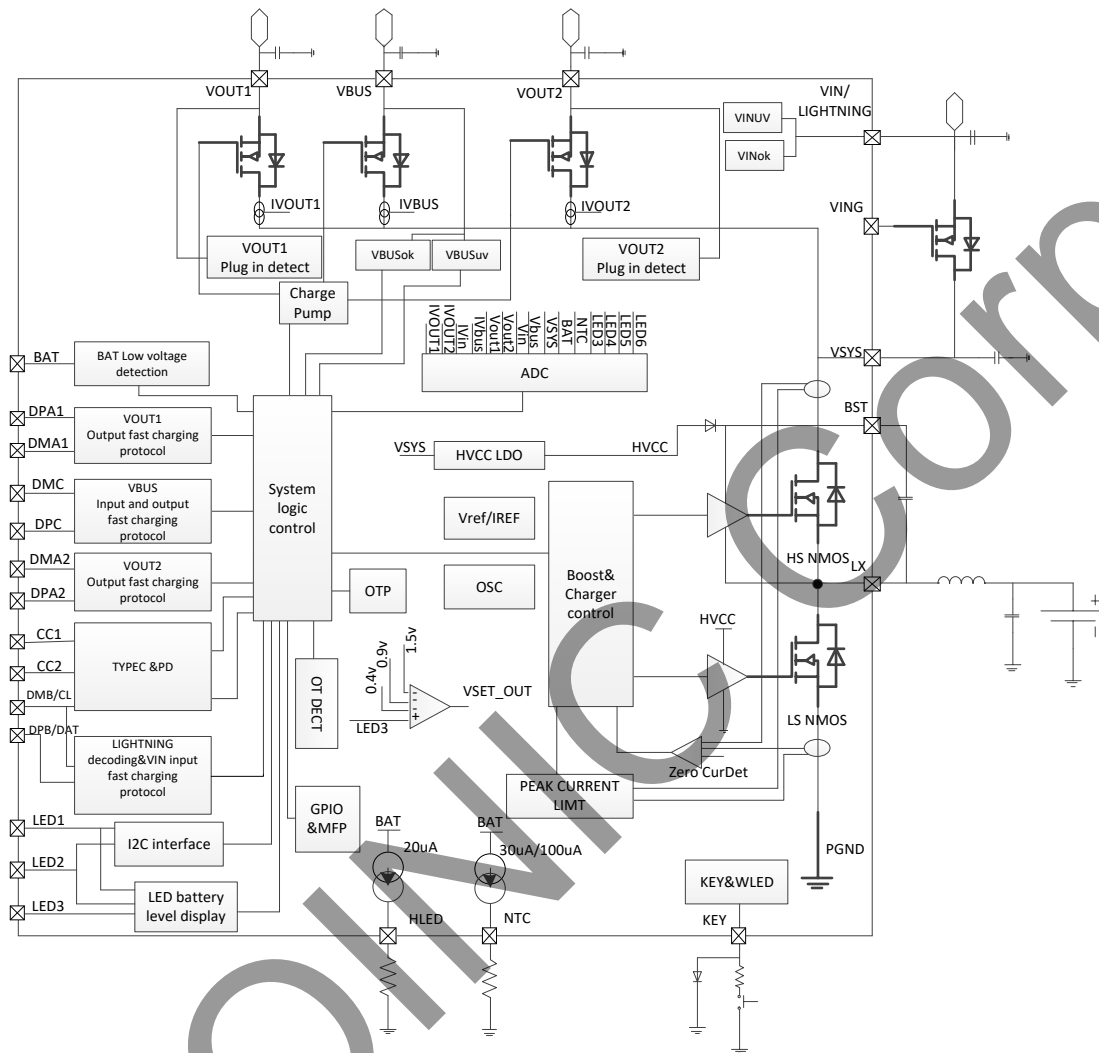 VOUT1
VBUS
VOUT2
VIN/
LIGHTNING
VINUV
VINok
VING
IVOUT1
IVBUS
IVOUT2
VOUT1
Plug in detect
VBUSok
VBUSuv
VOUT2
Plug in detect
Charge
Pump
IVOUT1
IVOUT2
IVin
IVbus
Vout1
Vout2
Vin
Vbus
VSYS
BAT
NTC
LED3
LED4
LED5
LED6
ADC
VSYS
BAT
BAT Low voltage
detection
BST
DPA1
DMA1
VOUT1
Output fast charging
protocol
VSYS
HVCC LDO
HVCC
DMC
DPC
VBUS
Input and output
fast charging
protocol
System
logic
control
Vref/IREF
HS NMOS
LX
DMA2
DPA2
VOUT2
Output fast charging
protocol
OTP
OSC
Boost&
Charger
control
HVCC
+
CC1
CC2
TYPEC &PD
OT DECT
0.4v
0.9v
1.5v
-
-
-
+
LED3
VSET_OUT
LS NMOS
DMB/CL
DPB/DAT
LIGHTNING
decoding&VIN input
fast charging
protocol
Zero CurDet
PEAK CURRENT
LIMT
GPIO
&MFP
LED1
LED2
LED3
I2C interface
LED battery
level display
BAT
20uA
HLED
BAT
30uA/100uA
NTC
PGND
KEY&WLED
KEY